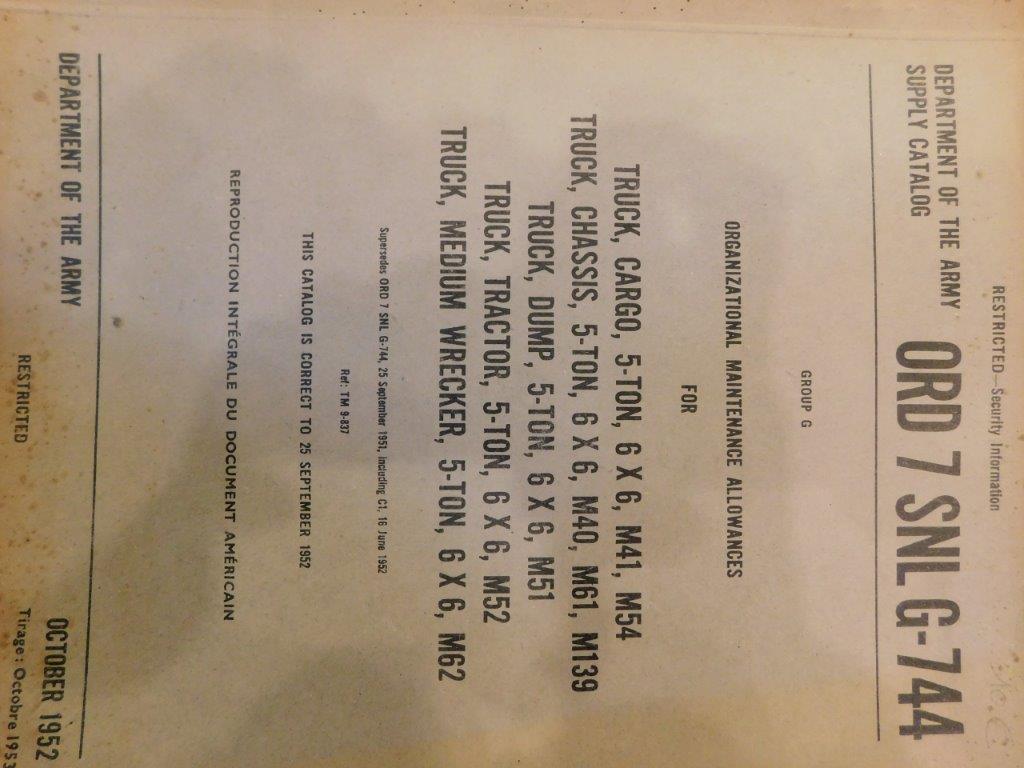 RESTRICTED—Security Information
DEPARTMENT OF THE ARMY
SUPPLY CATALOG
ORD 7 SNL G-744
GROUP G
ORGANIZATIONAL MAINTENANCE ALLOWANCES
FOR
TRUCK, CARGO, 5-TON, 6 X 6, M41, M54
TRUCK, CHASSIS, 5-TON, 6 X 6, M40, M61, M139
TRUCK, DUMP, 5-TON, 6 X 6, M51
TRUCK, TRACTOR, 5-TON, 6 X 6, M52
TRUCK, MEDIUM WRECKER, 5-TON, 6 X 6, M62
Supersedes ORD 7 SNL G-744, 25 September 1951, including C1, 16 June 1952
Ref: TM 9-837
THIS CATALOG IS CORRECT TO 25 SEPTEMBER 1952
REPRODUCTION INTÉGRALE DU DOCUMENT AMÉRICAIN
DEPARTMENT OF THE ARMY
OCTOBER 1952
RESTRICTED
Tirage: Octobre 1953